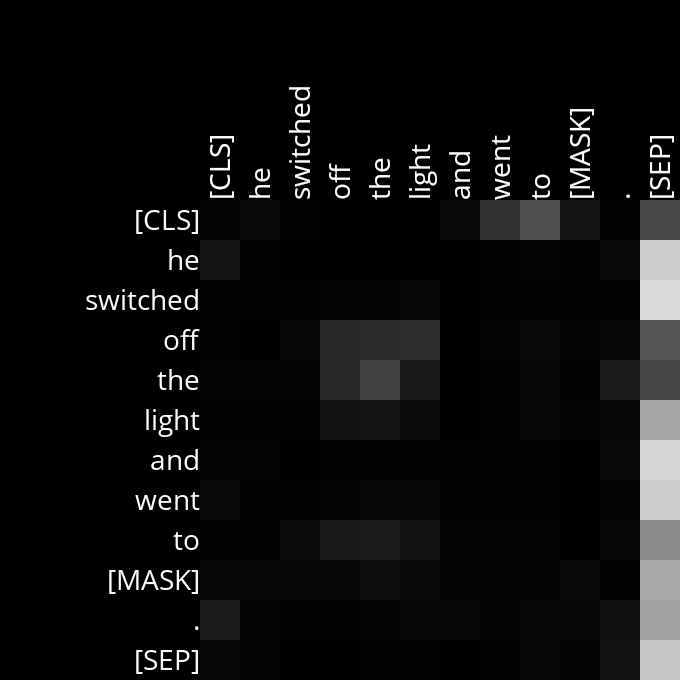 [CLS] he switched off the light and went to [MASK] . [SEP]
[CLS]
he
switched
off
the
light
and
went
to
[MASK]
.
[SEP]